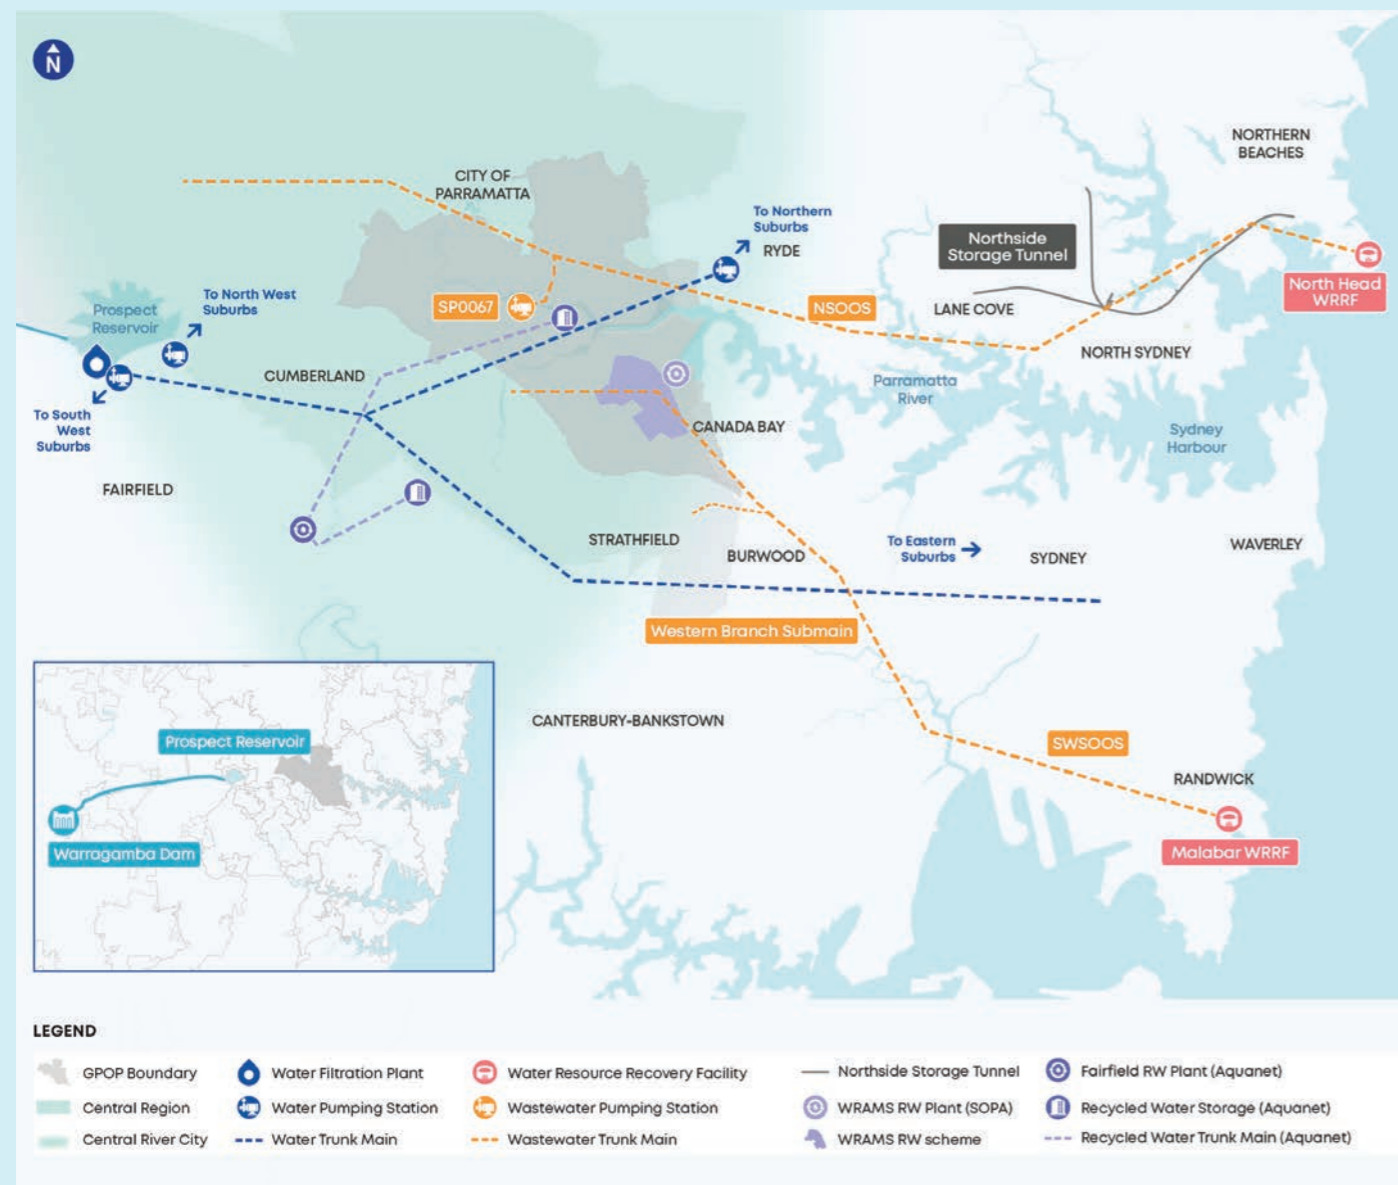 N
NORTHERN
BEACHES
CITY OF
PARRAMATTA
To Northern
Suburbs
RYDE
Northside
Storage Tunnel
North Head
WRRF
Prospect
Reservoir
To North West
Suburbs
SP0067
NSOOS
LANE COVE
NORTH SYDNEY
CUMBERLAND
Parramatta
River
To South
West
Suburbs
CANADA BAY
Sydney
Harbour
FAIRFIELD
STRATHFIELD
BURWOOD
To Eastern
Suburbs
SYDNEY
WAVERLEY
Western Branch Submain
CANTERBURY-BANKSTOWN
SWSOOS
RANDWICK
Malabar WRRF
Prospect Reservoir
Warragamba Dam
LEGEND
GPOP Boundary
Central Region
Central River City
Water Filtration Plant
Water Pumping Station
Water Trunk Main
Water Resource Recovery Facility
Wastewater Pumping Station
Wastewater Trunk Main
Northside Storage Tunnel
WRAMS RW Plant (SOPA)
WRAMS RW scheme
Fairfield RW Plant (Aquanet)
Recycled Water Storage (Aquanet)
Recycled Water Trunk Main (Aquanet)